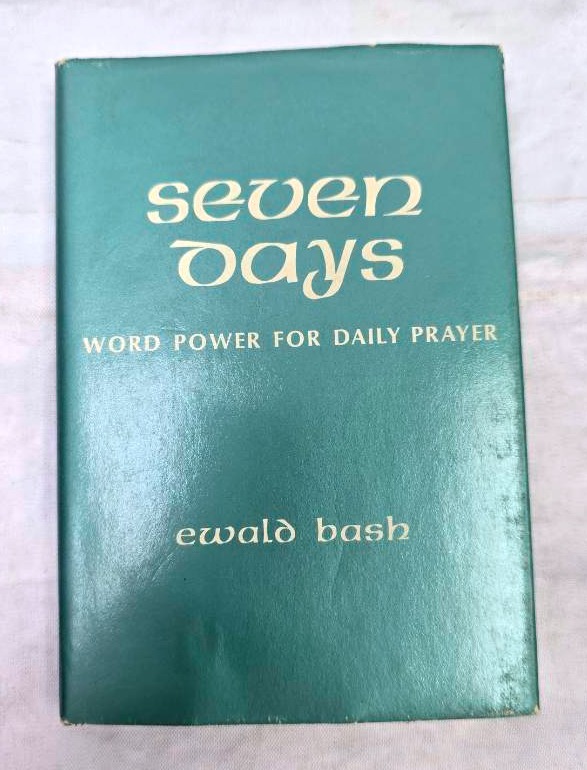 seven
days
WORD POWER FOR DAILY PRAYER
ewald bash